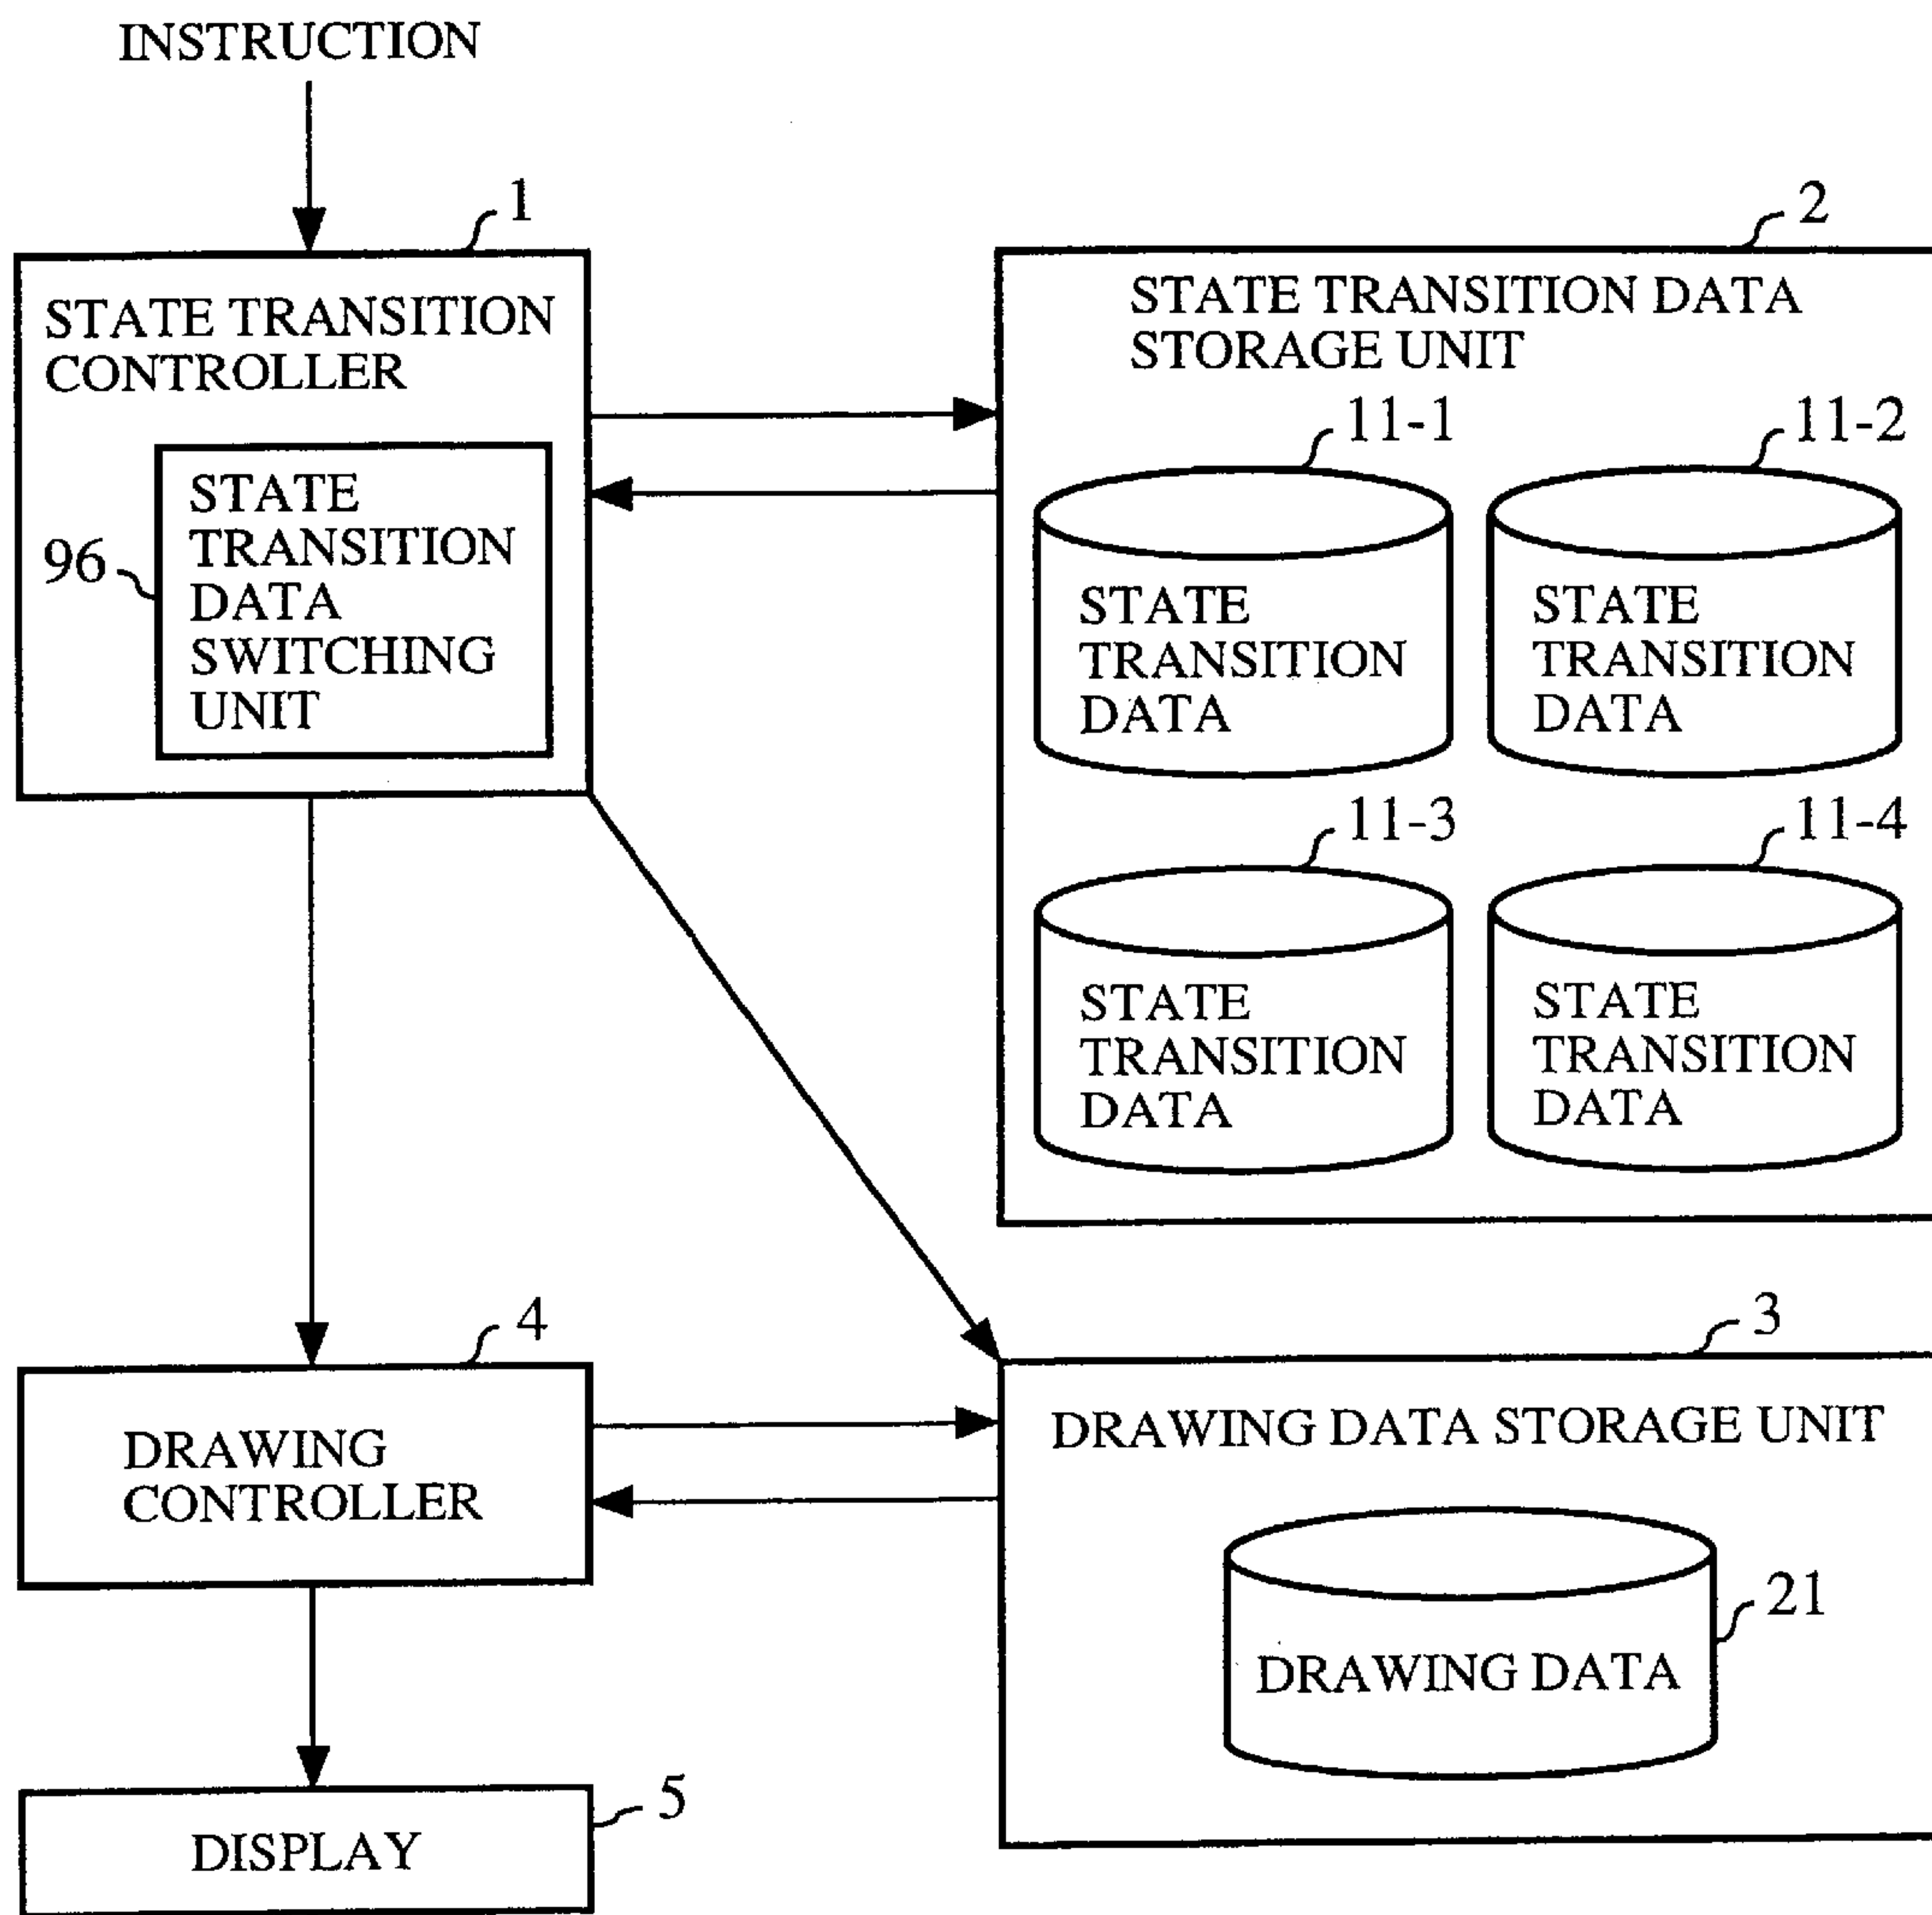 INSTRUCTION
1
STATE TRANSITION
CONTROLLER
96
STATE
TRANSITION
DATA
SWITCHING
UNIT
2
STATE TRANSITION DATA
STORAGE UNIT
11-1
STATE
TRANSITION
DATA
11-2
STATE
TRANSITION
DATA
11-3
STATE
TRANSITION
DATA
11-4
STATE
TRANSITION
DATA
4
DRAWING
CONTROLLER
3
DRAWING DATA STORAGE UNIT
21
DRAWING DATA
5
DISPLAY